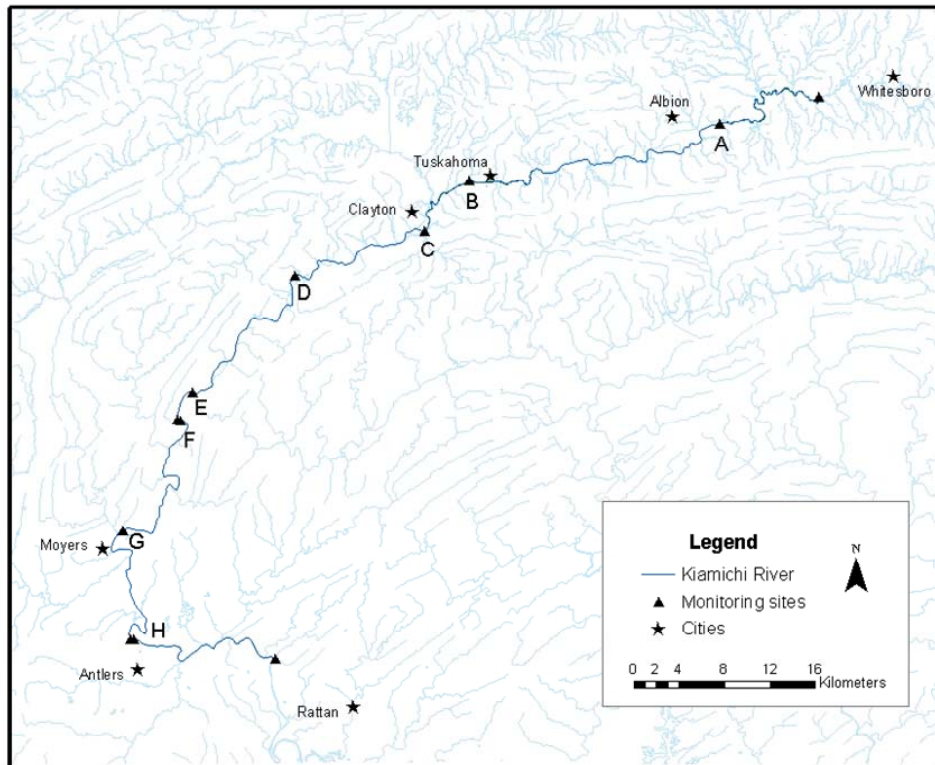 Whitesboro
Albion
A
Tuskahoma
B
Clayton
C
D
E
F
G
Moyers
H
Antlers
Rattan
Legend
N
Kiamichi River
Monitoring sites
Cities
0 2 4 8 12 16
Kilometers